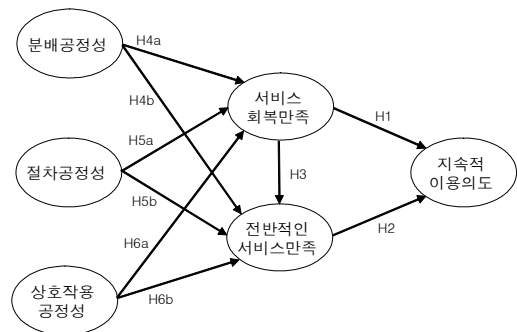 분배공정성
H4a
H4b
서비스
회복만족
H1
H5a
절차공정성
H5b
H3
지속적
이용의도
H6a
전반적인
서비스만족
H2
상호작용
공정성
H6b